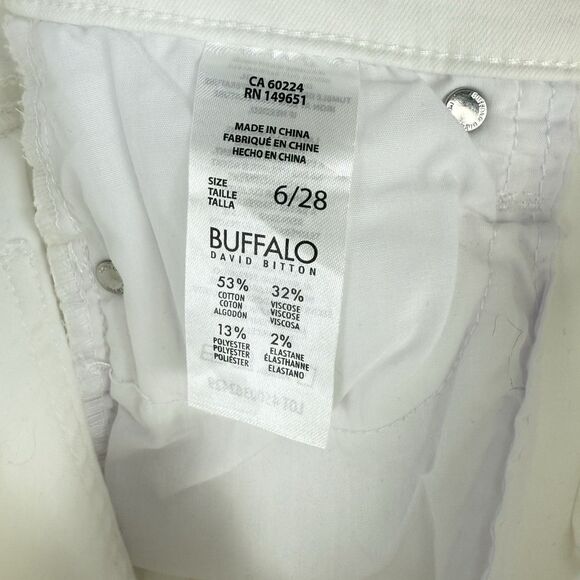 CA 60224
RN 149651
MADE IN CHINA
FABRIQUÉ EN CHINE
HECHO EN CHINA
SIZE
TAILLE
TALLA
6/28
BUFFALO
DAVID BITTON
53% 32%
COTTON VISCOSE
COTON VISCOSE
ALGODÓN VISCOSA
13% 2%
POLYESTER ELASTANE
POLYESTER ÉLASTHANNE
POLIÉSTER ELASTANO
BUFFALO